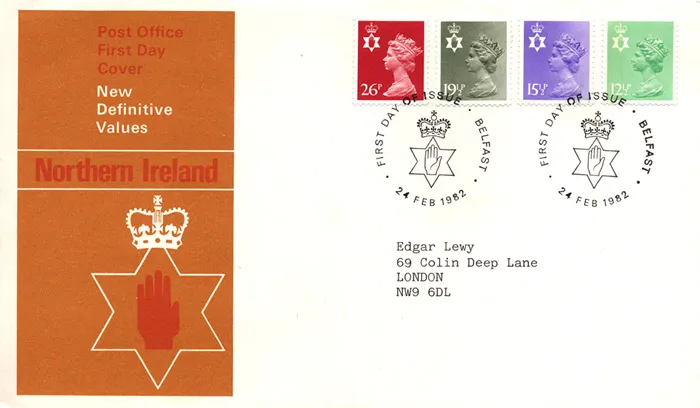 Post Office
First Day
Cover
New
Definitive
Values
Northern Ireland
26P
19½P
15½P
12½P
FIRST DAY OF ISSUE · BELFAST ·
24 FEB 1982
FIRST DAY OF ISSUE · BELFAST ·
24 FEB 1982
Edgar Lewy
69 Colin Deep Lane
LONDON
NW9 6DL